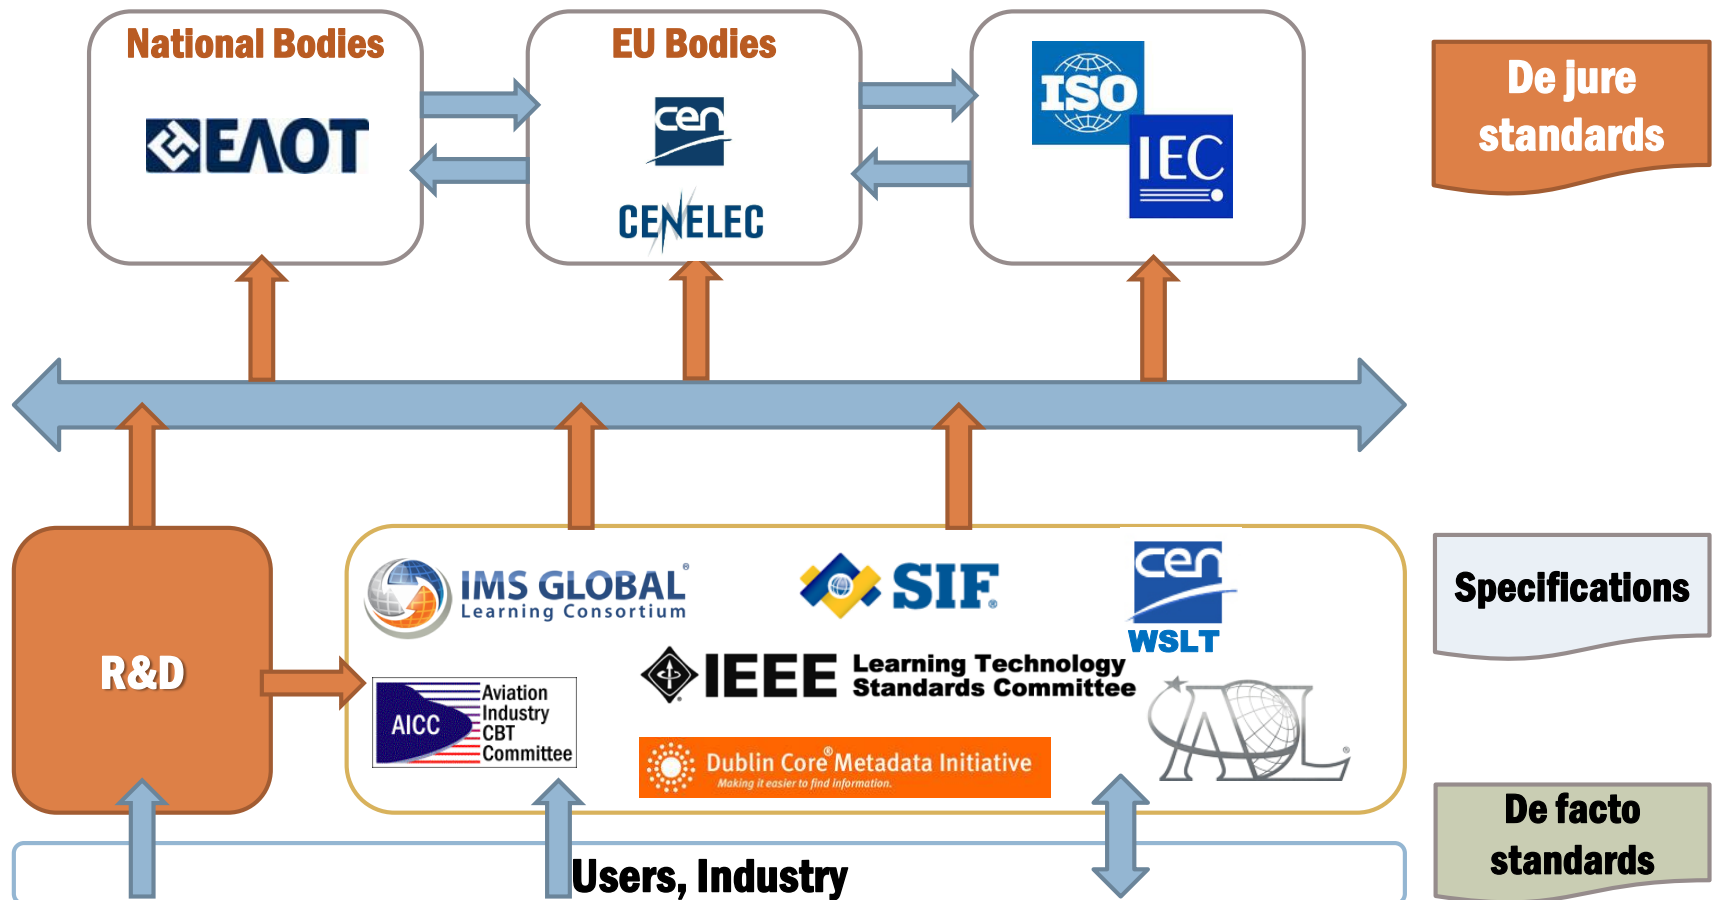 National Bodies
EU Bodies
ΕΛΟΤ
cen
CENELEC
ISO
IEC
De jure
standards
R&D
IMS GLOBAL®
Learning Consortium
SIF®
cen
WSLT
IEEE Learning Technology
Standards Committee
AICC
Aviation
Industry
CBT
Committee
Dublin Core® Metadata Initiative
Making it easier to find information.
ADL®
Specifications
De facto
standards
Users, Industry